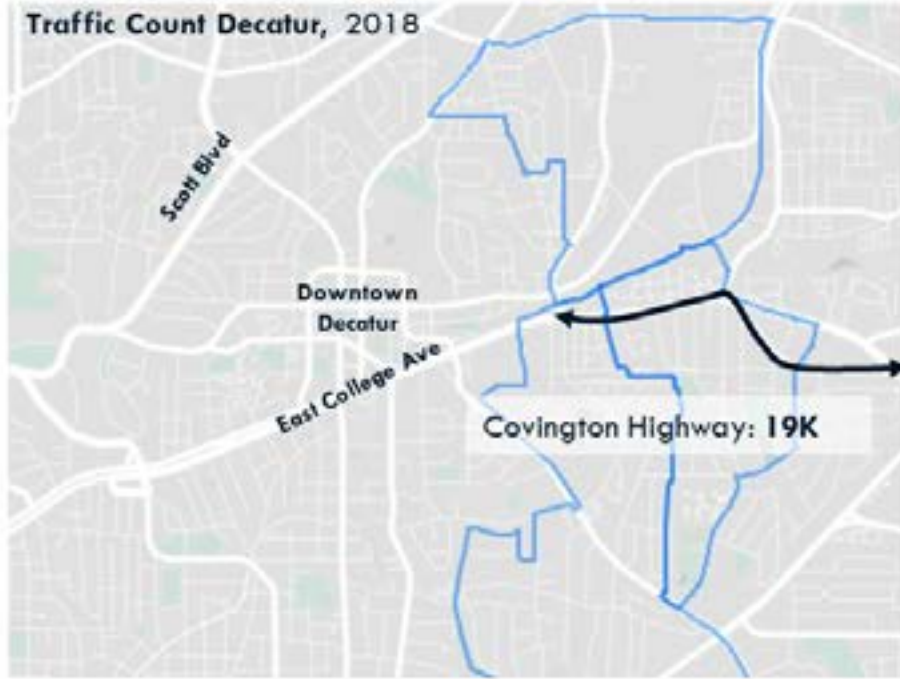 Traffic Count Decatur, 2018
Scott Blvd
Downtown
Decatur
East College Ave
Covington Highway: 19K